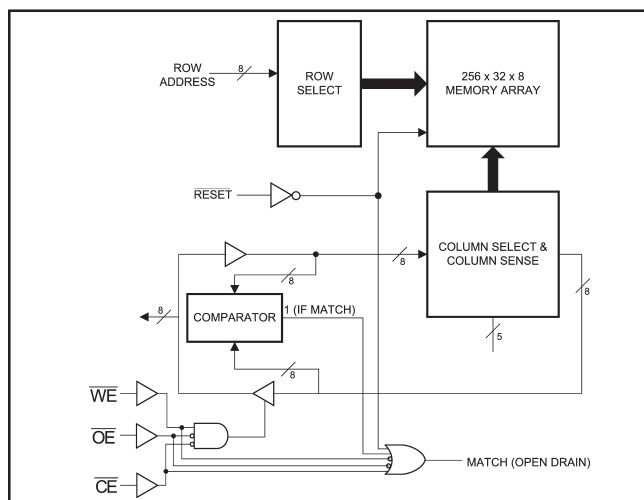 ROW
ADDRESS
8
ROW
SELECT
256 x 32 x 8
MEMORY ARRAY
RESET
8
COLUMN SELECT &
COLUMN SENSE
8
8
8
COMPARATOR
1 (IF MATCH)
5
8
WE
OE
CE
MATCH (OPEN DRAIN)